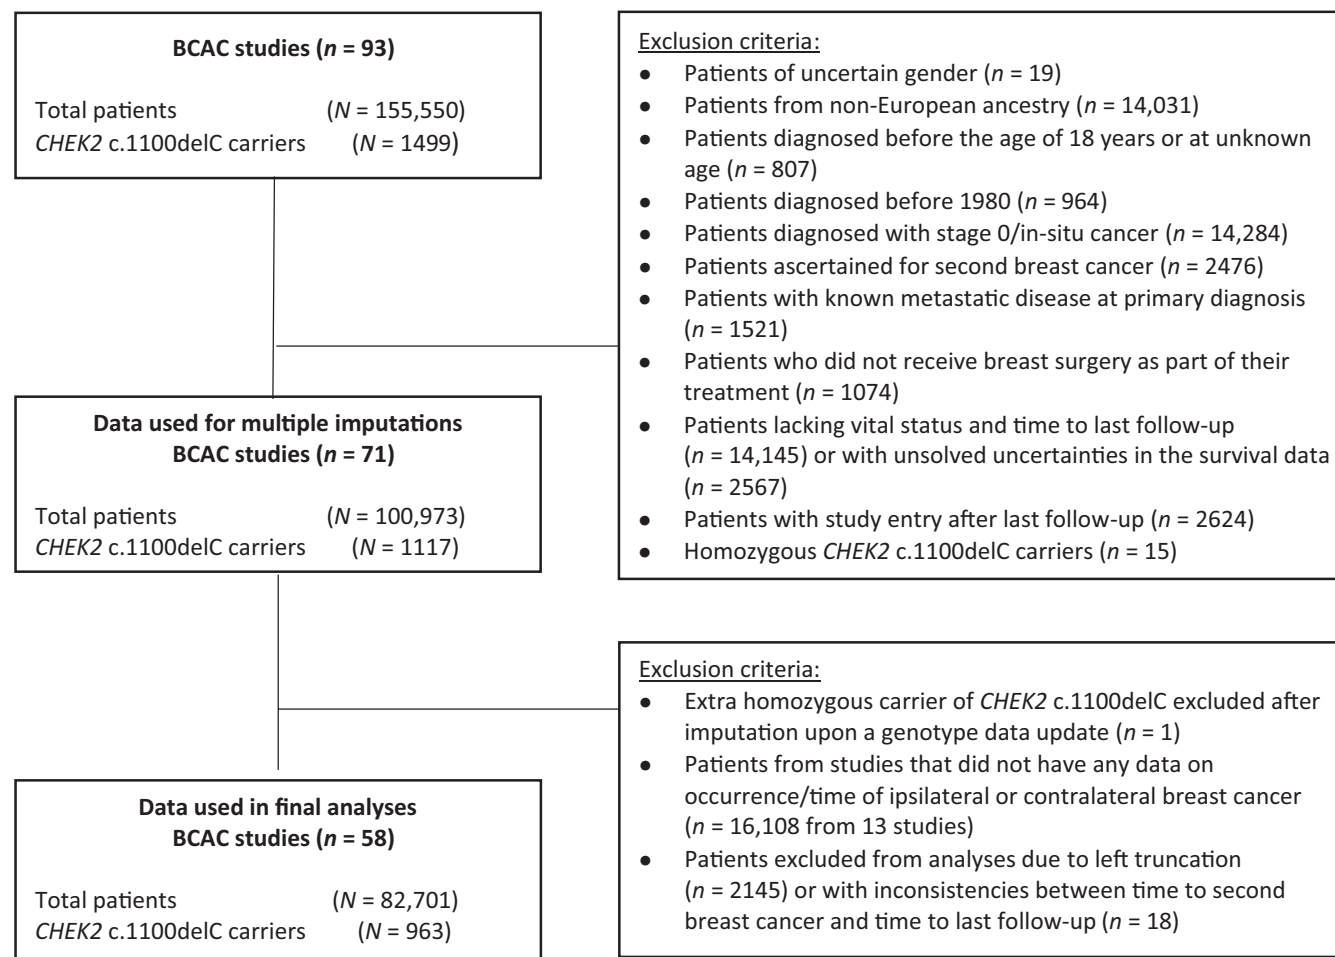 BCAC studies (n = 93)
Total patients (N = 155,550)
CHEK2 c.1100delC carriers (N = 1499)
Exclusion criteria:
● Patients of uncertain gender (n = 19)
● Patients from non-European ancestry (n = 14,031)
● Patients diagnosed before the age of 18 years or at unknown
age (n = 807)
● Patients diagnosed before 1980 (n = 964)
● Patients diagnosed with stage 0/in-situ cancer (n = 14,284)
● Patients ascertained for second breast cancer (n = 2476)
● Patients with known metastatic disease at primary diagnosis
(n = 1521)
● Patients who did not receive breast surgery as part of their
treatment (n = 1074)
● Patients lacking vital status and time to last follow-up
(n = 14,145) or with unsolved uncertainties in the survival data
(n = 2567)
● Patients with study entry after last follow-up (n = 2624)
● Homozygous CHEK2 c.1100delC carriers (n = 15)
Data used for multiple imputations
BCAC studies (n = 71)
Total patients (N = 100,973)
CHEK2 c.1100delC carriers (N = 1117)
Exclusion criteria:
● Extra homozygous carrier of CHEK2 c.1100delC excluded after
imputation upon a genotype data update (n = 1)
● Patients from studies that did not have any data on
occurrence/time of ipsilateral or contralateral breast cancer
(n = 16,108 from 13 studies)
● Patients excluded from analyses due to left truncation
(n = 2145) or with inconsistencies between time to second
breast cancer and time to last follow-up (n = 18)
Data used in final analyses
BCAC studies (n = 58)
Total patients (N = 82,701)
CHEK2 c.1100delC carriers (N = 963)